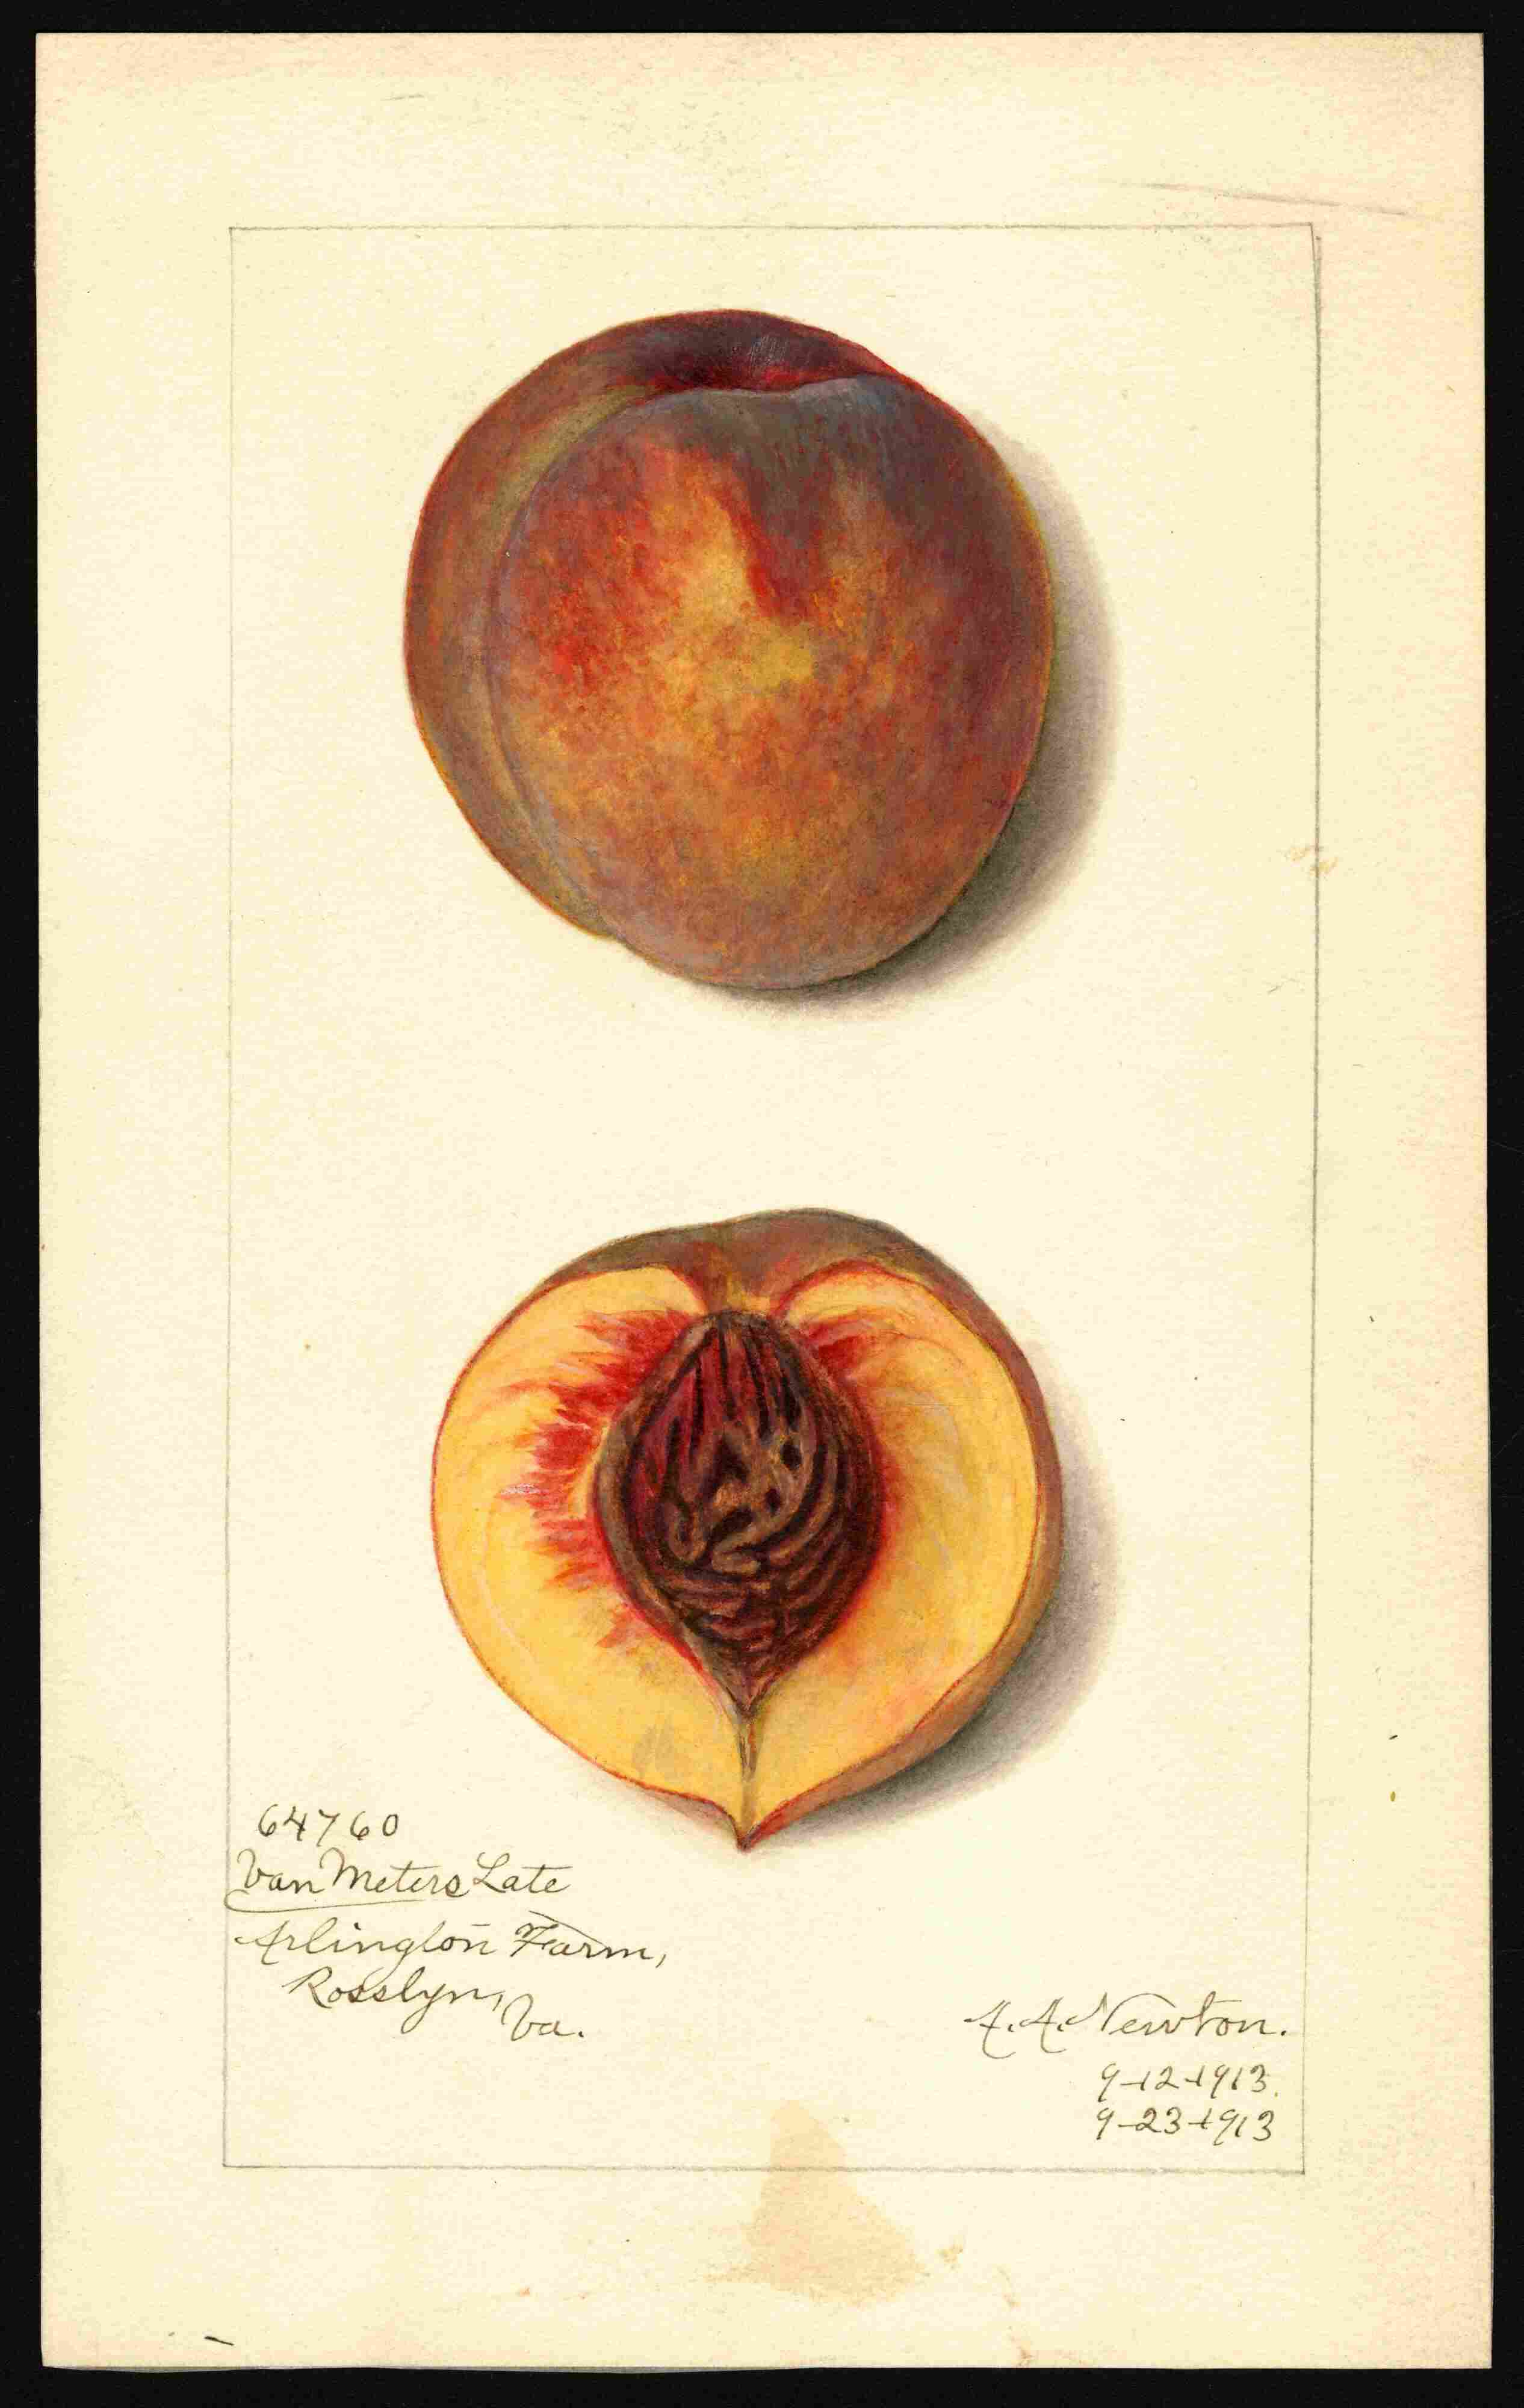 64760
Van Meters Late
Arlington Farm,
Rosslyn,
Va.
A. A. Newton.
9-12-1913.
9-23-1913